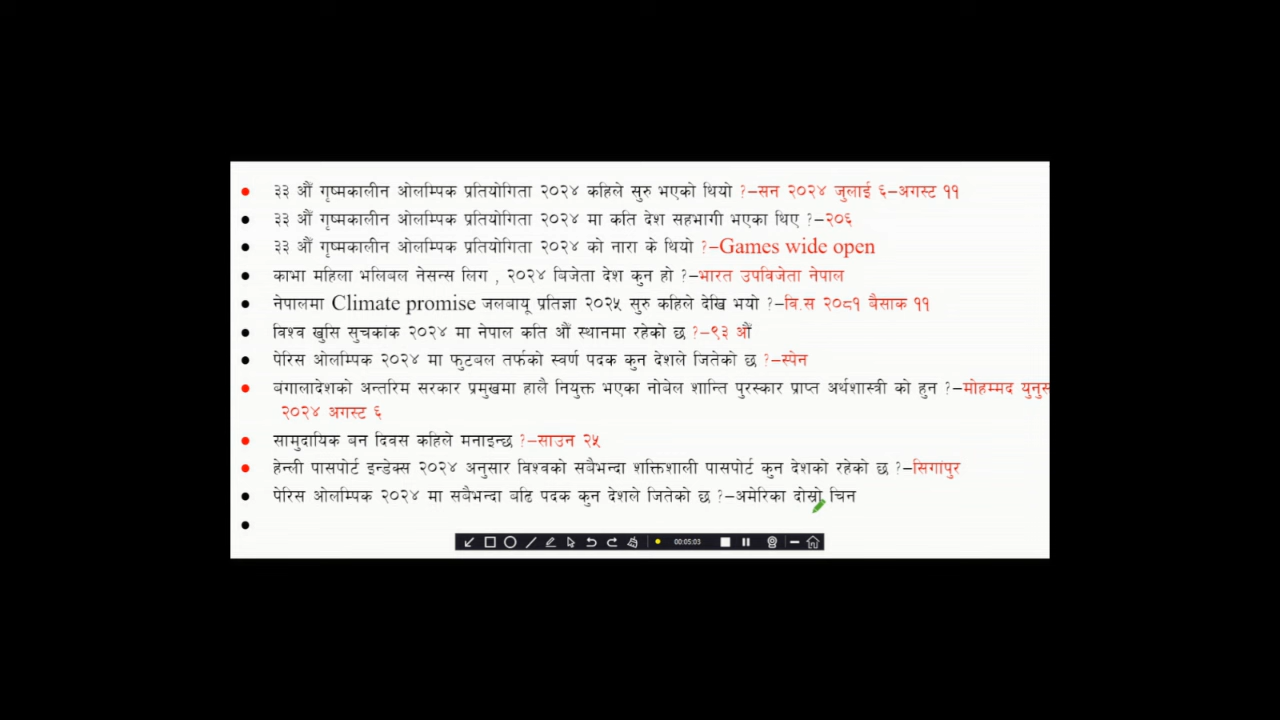 ३३ औं गृष्मकालीन ओलम्पिक प्रतियोगिता २०२४ कहिले सुरु भएको थियो ?–सन २०२४ जुलाई ६–अगस्ट ११
३३ औं गृष्मकालीन ओलम्पिक प्रतियोगिता २०२४ मा कति देश सहभागी भएका थिए ?–२०६
३३ औं गृष्मकालीन ओलम्पिक प्रतियोगिता २०२४ को नारा के थियो ?–Games wide open
काभा महिला भलिबल नेसन्स लिग , २०२४ बिजेता देश कुन हो ?–भारत उपविजेता नेपाल
नेपालमा Climate promise जलबायू प्रतिज्ञा २०२५ सुरु कहिले देखि भयो ?–वि.स २०८१ बैसाक ११
विश्व खुसि सुचकांक २०२४ मा नेपाल कति औं स्थानमा रहेको छ ?–९३ औं
पेरिस ओलम्पिक २०२४ मा फुटबल तर्फको स्वर्ण पदक कुन देशले जितेको छ ?–स्पेन
बंगालादेशको अन्तरिम सरकार प्रमुखमा हालै नियुक्त भएका नोबेल शान्ति पुरस्कार प्राप्त अर्थशास्त्री को हुन ?–मोहम्मद युनुस
२०२४ अगस्ट ६
सामुदायिक बन दिवस कहिले मनाइन्छ ?–साउन २५
हेन्ली पासपोर्ट इन्डेक्स २०२४ अनुसार विश्वको सबैभन्दा शक्तिशाली पासपोर्ट कुन देशको रहेको छ ?–सिगांपुर
पेरिस ओलम्पिक २०२४ मा सबैभन्दा बढि पदक कुन देशले जितेको छ ?–अमेरिका दोस्रो चिन
00:05:03